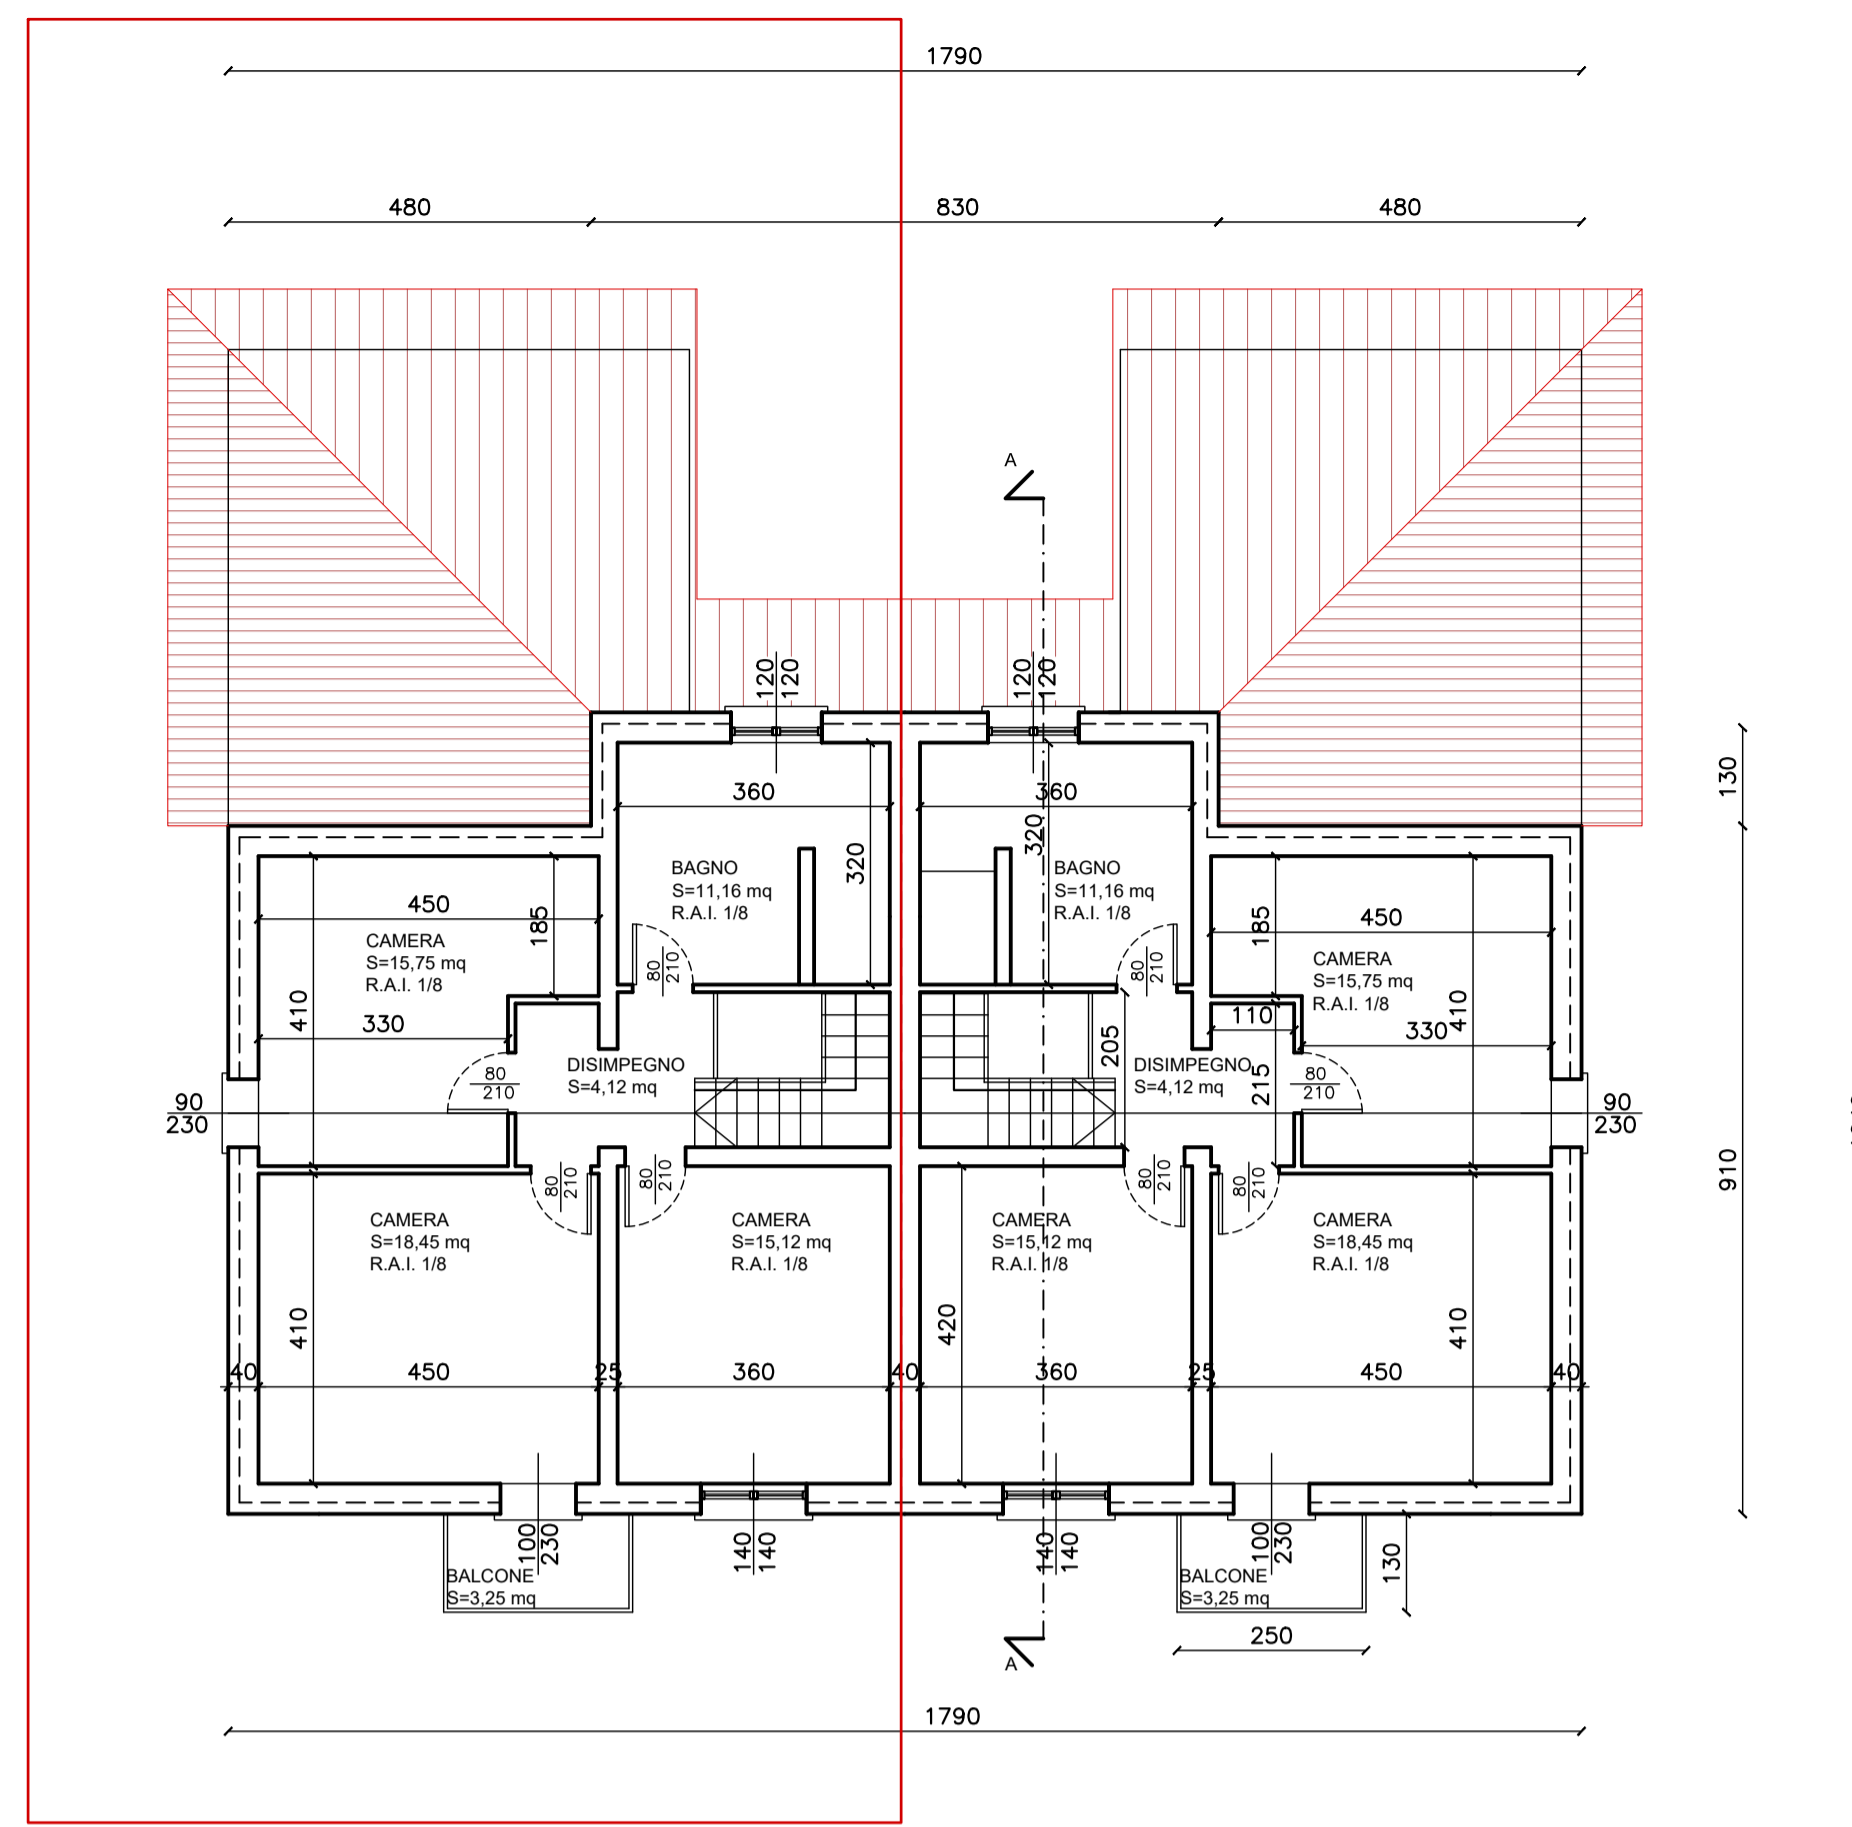 1790
480
830
480
A
120
120
120
120
130
360
360
320
320
BAGNO
S=11,16 mq
R.A.I. 1/8
BAGNO
S=11,16 mq
R.A.I. 1/8
450
185
185
450
CAMERA
S=15,75 mq
R.A.I. 1/8
CAMERA
S=15,75 mq
R.A.I. 1/8
80
210
80
210
410
330
110
330
410
205
215
DISIMPEGNO
S=4,12 mq
DISIMPEGNO
S=4,12 mq
80
210
80
210
90
230
90
230
910
80
210
80
210
80
210
80
210
CAMERA
S=18,45 mq
R.A.I. 1/8
CAMERA
S=15,12 mq
R.A.I. 1/8
CAMERA
S=15,12 mq
R.A.I. 1/8
CAMERA
S=18,45 mq
R.A.I. 1/8
410
420
410
40
450
25
360
40
360
25
450
40
100
230
140
140
140
140
100
230
130
BALCONE
S=3,25 mq
BALCONE
S=3,25 mq
250
A
1790